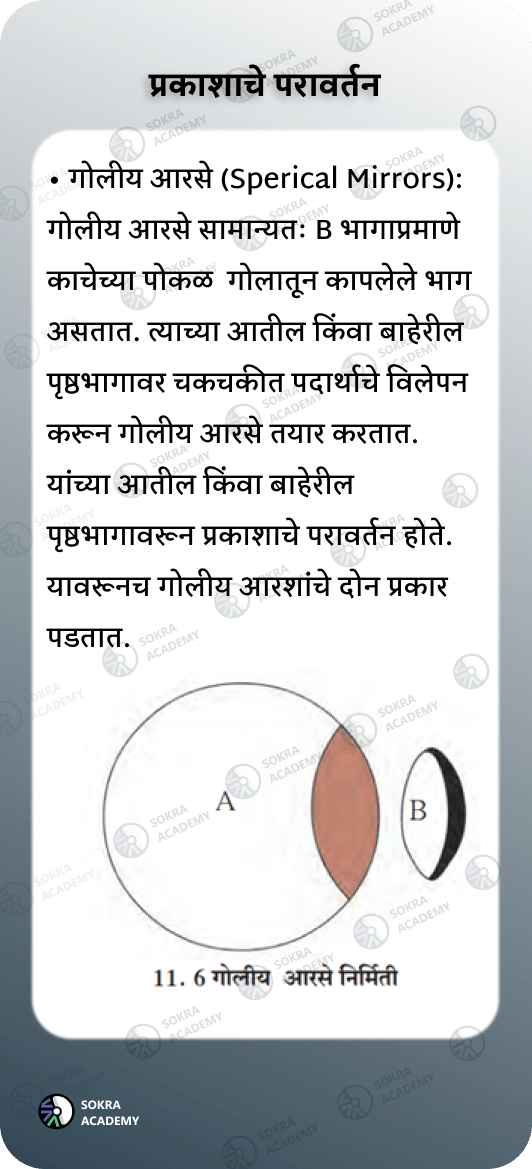 प्रकाशाचे परावर्तन
• गोलीय आरसे (Sperical Mirrors):
गोलीय आरसे सामान्यतः B भागाप्रमाणे
काचेच्या पोकळ गोलातून कापलेले भाग
असतात. त्याच्या आतील किंवा बाहेरील
पृष्ठभागावर चकचकीत पदार्थाचे विलेपन
करून गोलीय आरसे तयार करतात.
यांच्या आतील किंवा बाहेरील
पृष्ठभागावरून प्रकाशाचे परावर्तन होते.
यावरूनच गोलीय आरशांचे दोन प्रकार
पडतात.
A
B
11. 6 गोलीय आरसे निर्मिती
SOKRA
ACADEMY